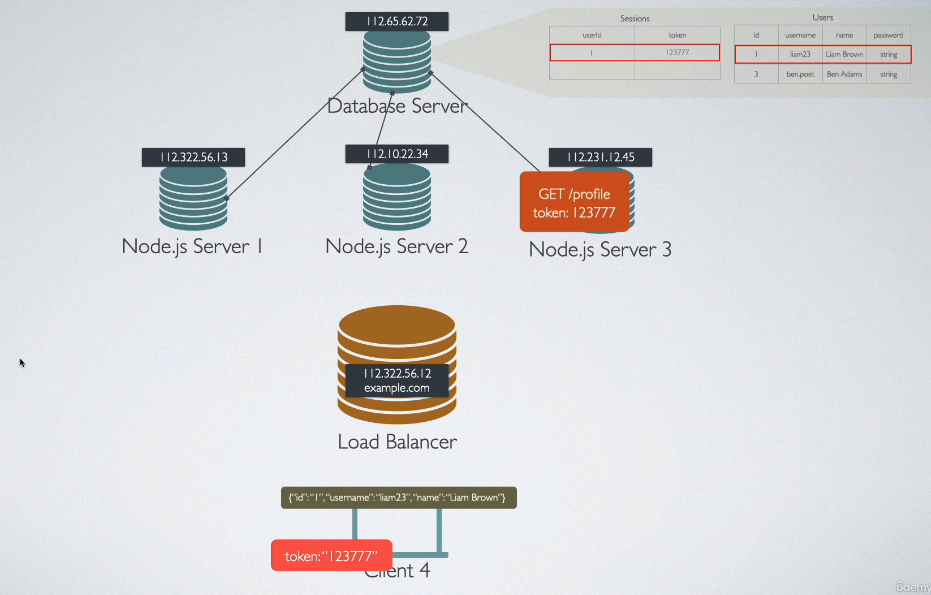 112.65.62.72
Database Server
Sessions
userId token
1 123777
Users
id username name password
1 liam23 Liam Brown string
3 ben.poet Ben Adams string
112.322.56.13
Node.js Server 1
112.10.22.34
Node.js Server 2
112.231.12.45
GET /profile
token: 123777
Node.js Server 3
112.322.56.12
example.com
Load Balancer
{"id":"1","username":"liam23","name":"Liam Brown"}
token:"123777"
Client 4
ûdemy